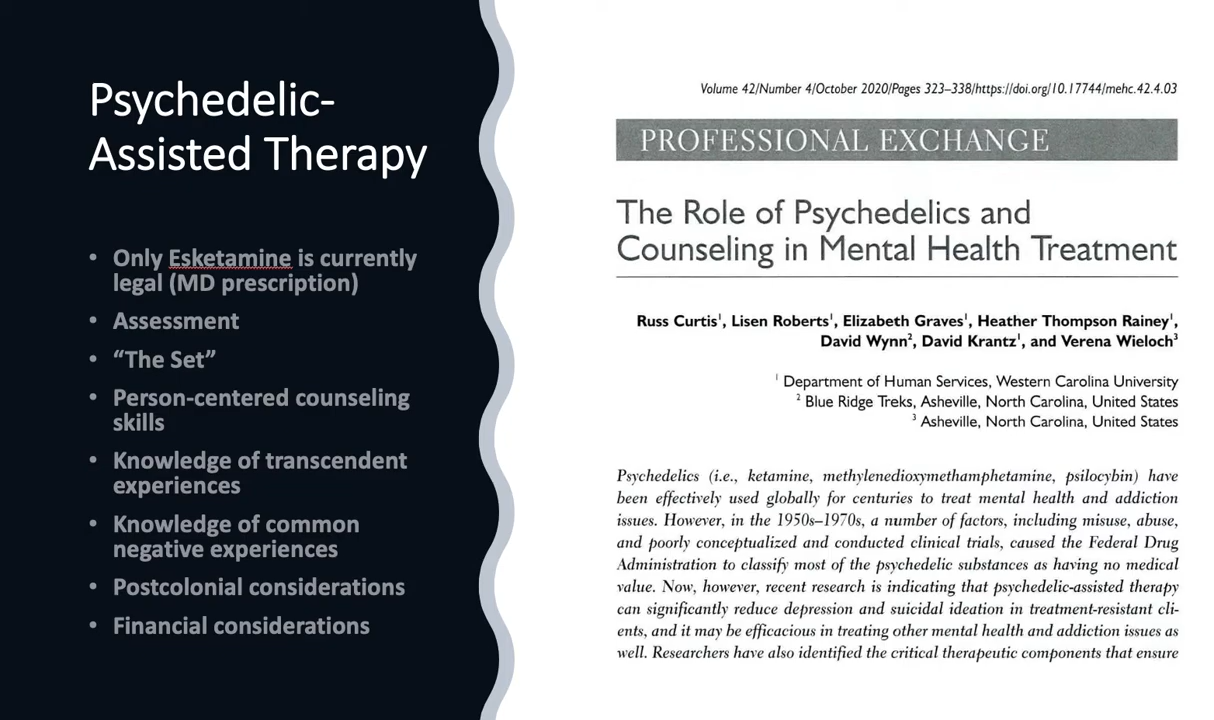 Psychedelic-
Assisted Therapy
• Only Esketamine is currently
legal (MD prescription)
• Assessment
• “The Set”
• Person-centered counseling
skills
• Knowledge of transcendent
experiences
• Knowledge of common
negative experiences
• Postcolonial considerations
• Financial considerations
Volume 42/Number 4/October 2020/Pages 323–338/https://doi.org/10.17744/mehc.42.4.03
PROFESSIONAL EXCHANGE
The Role of Psychedelics and
Counseling in Mental Health Treatment
Russ Curtis¹, Lisen Roberts¹, Elizabeth Graves¹, Heather Thompson Rainey¹,
David Wynn², David Krantz¹, and Verena Wieloch³
¹ Department of Human Services, Western Carolina University
² Blue Ridge Treks, Asheville, North Carolina, United States
³ Asheville, North Carolina, United States
Psychedelics (i.e., ketamine, methylenedioxymethamphetamine, psilocybin) have
been effectively used globally for centuries to treat mental health and addiction
issues. However, in the 1950s–1970s, a number of factors, including misuse, abuse,
and poorly conceptualized and conducted clinical trials, caused the Federal Drug
Administration to classify most of the psychedelic substances as having no medical
value. Now, however, recent research is indicating that psychedelic-assisted therapy
can significantly reduce depression and suicidal ideation in treatment-resistant cli-
ents, and it may be efficacious in treating other mental health and addiction issues as
well. Researchers have also identified the critical therapeutic components that ensure